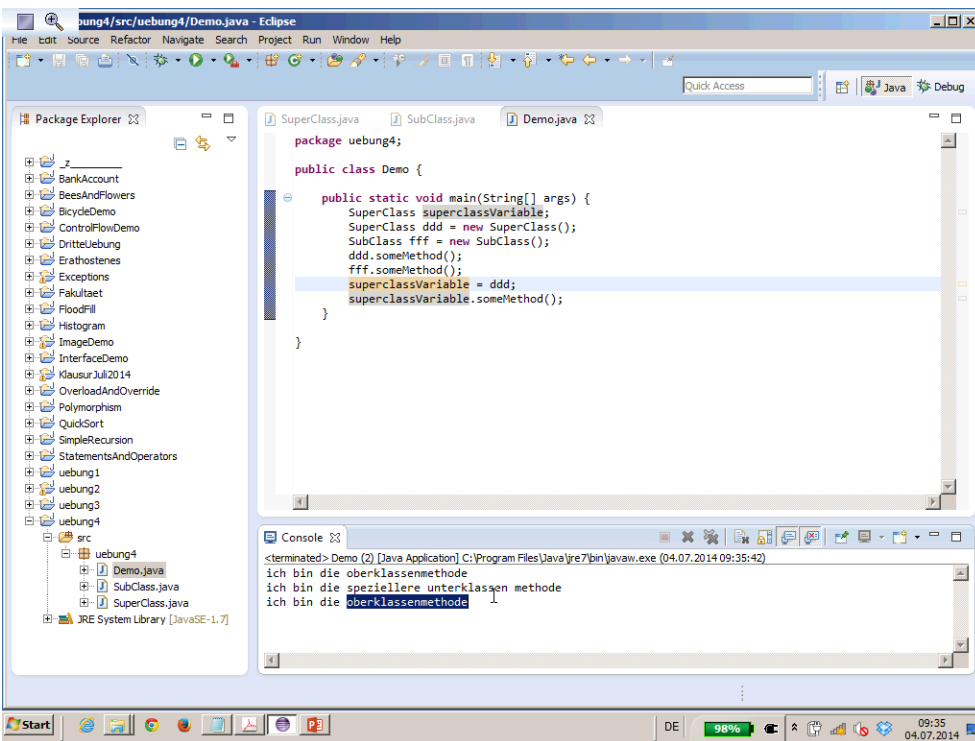 bung4/src/uebung4/Demo.java - Eclipse
File Edit Source Refactor Navigate Search Project Run Window Help
Quick Access
Java
Debug
Package Explorer
_z_________
BankAccount
BeesAndFlowers
BicycleDemo
ControlFlowDemo
DritteUebung
Erathostenes
Exceptions
Fakultaet
FloodFill
Histogram
ImageDemo
InterfaceDemo
KlausurJuli2014
OverloadAndOverride
Polymorphism
QuickSort
SimpleRecursion
StatementsAndOperators
uebung1
uebung2
uebung3
uebung4
src
uebung4
Demo.java
SubClass.java
SuperClass.java
JRE System Library [JavaSE-1.7]
SuperClass.java
SubClass.java
Demo.java
package uebung4;
public class Demo {
public static void main(String[] args) {
SuperClass superclassVariable;
SuperClass ddd = new SuperClass();
SubClass fff = new SubClass();
ddd.someMethod();
fff.someMethod();
superclassVariable = ddd;
superclassVariable.someMethod();
}
}
Console
<terminated> Demo (2) [Java Application] C:\Program Files\Java\jre7\bin\javaw.exe (04.07.2014 09:35:42)
ich bin die oberklassenmethode
ich bin die speziellere unterklassen methode
ich bin die oberklassenmethode
Start
DE
98%
09:35
04.07.2014